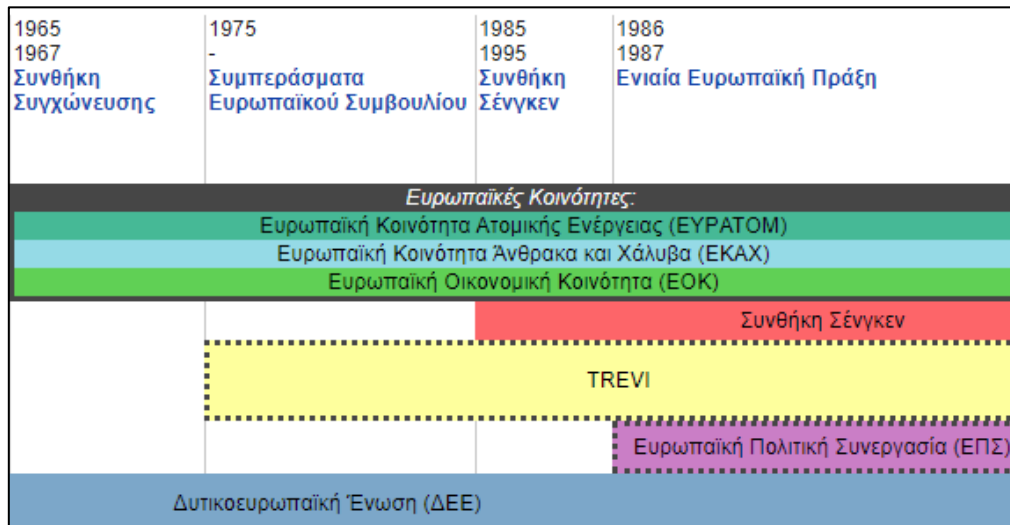 1965
1967
Συνθήκη
Συγχώνευσης
1975
-
Συμπεράσματα
Ευρωπαϊκού Συμβουλίου
1985
1995
Συνθήκη
Σένγκεν
1986
1987
Ενιαία Ευρωπαϊκή Πράξη
Ευρωπαϊκές Κοινότητες:
Ευρωπαϊκή Κοινότητα Ατομικής Ενέργειας (ΕΥΡΑΤΟΜ)
Ευρωπαϊκή Κοινότητα Άνθρακα και Χάλυβα (ΕΚΑΧ)
Ευρωπαϊκή Οικονομική Κοινότητα (ΕΟΚ)
Συνθήκη Σένγκεν
TREVI
Ευρωπαϊκή Πολιτική Συνεργασία (ΕΠΣ)
Δυτικοευρωπαϊκή Ένωση (ΔΕΕ)